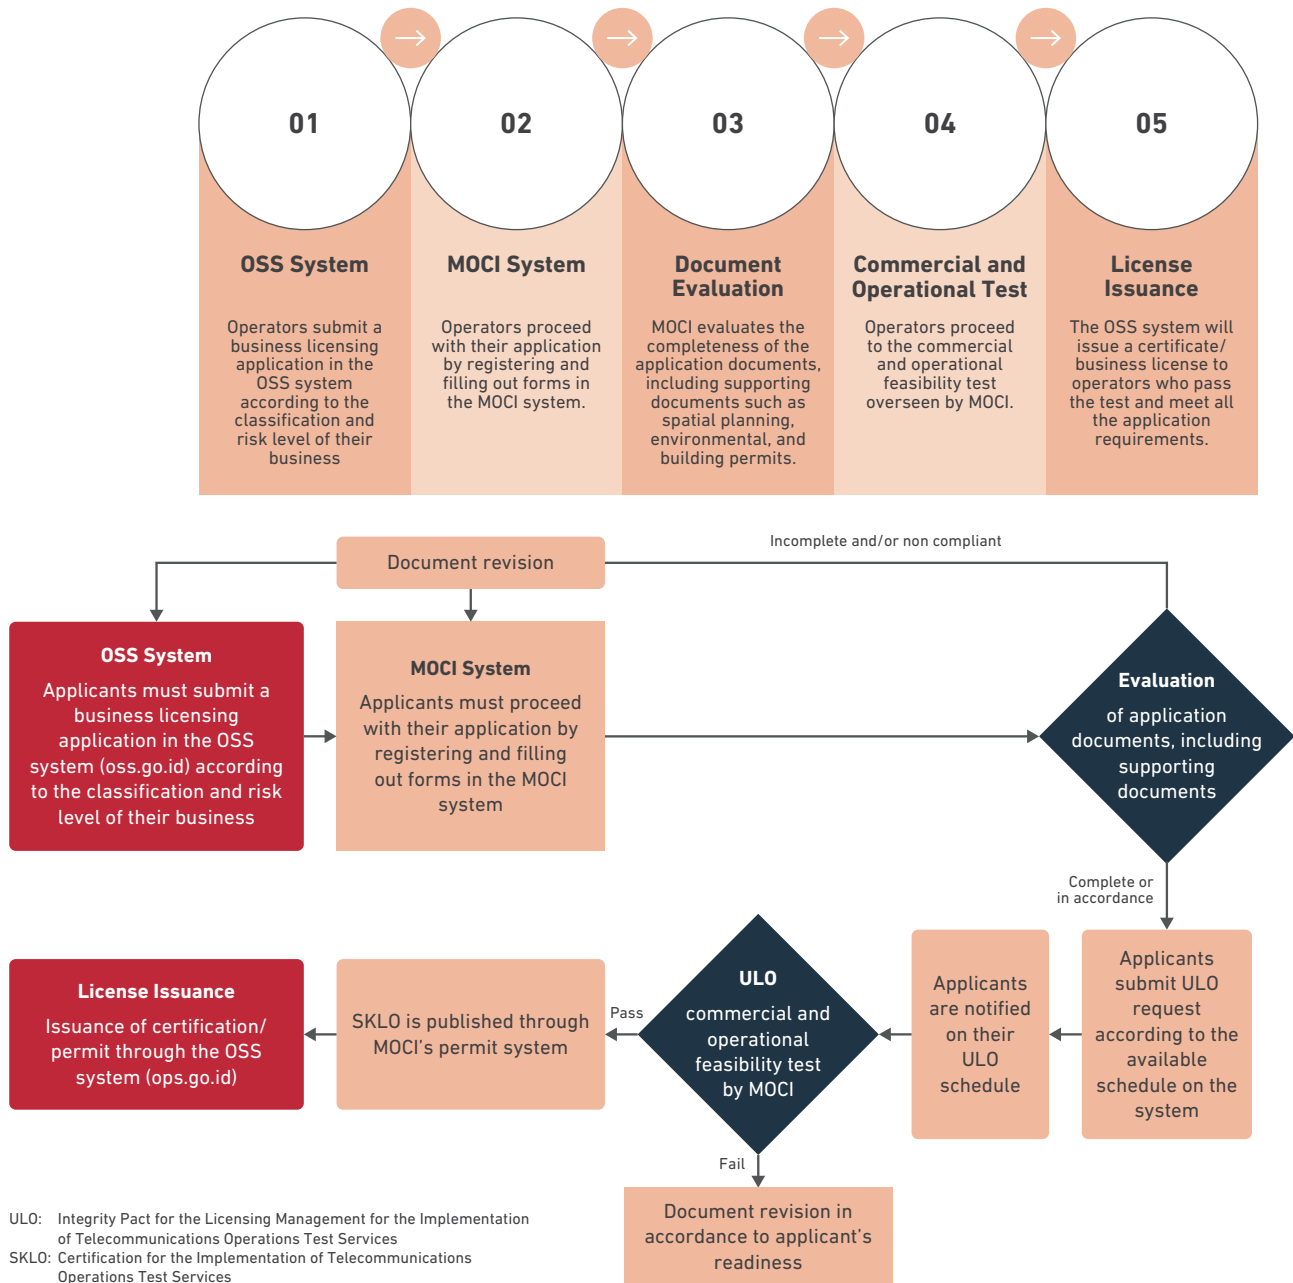 01
02
03
04
05
OSS System
Operators submit a
business licensing
application in the
OSS system
according to the
classification and
risk level of their
business
MOCI System
Operators proceed
with their application
by registering and
filling out forms in
the MOCI system.
Document
Evaluation
MOCI evaluates the
completeness of the
application documents,
including supporting
documents such as
spatial planning,
environmental, and
building permits.
Commercial and
Operational Test
Operators proceed
to the commercial
and operational
feasibility test
overseen by MOCI.
License
Issuance
The OSS system will
issue a certificate/
business license to
operators who pass
the test and meet all
the application
requirements.
Document revision
Incomplete and/or non compliant
OSS System
Applicants must submit a
business licensing
application in the OSS
system (oss.go.id) according
to the classification and risk
level of their business
MOCI System
Applicants must proceed
with their application by
registering and filling
out forms in the MOCI
system
Evaluation
of application
documents, including
supporting
documents
Complete or
in accordance
Applicants
submit ULO
request
according to the
available
schedule on the
system
Applicants
are notified
on their
ULO
schedule
ULO
commercial and
operational
feasibility test
by MOCI
Pass
SKLO is published through
MOCI's permit system
License Issuance
Issuance of certification/
permit through the OSS
system (ops.go.id)
Fail
Document revision in
accordance to applicant's
readiness
ULO: Integrity Pact for the Licensing Management for the Implementation
of Telecommunications Operations Test Services
SKLO: Certification for the Implementation of Telecommunications
Operations Test Services